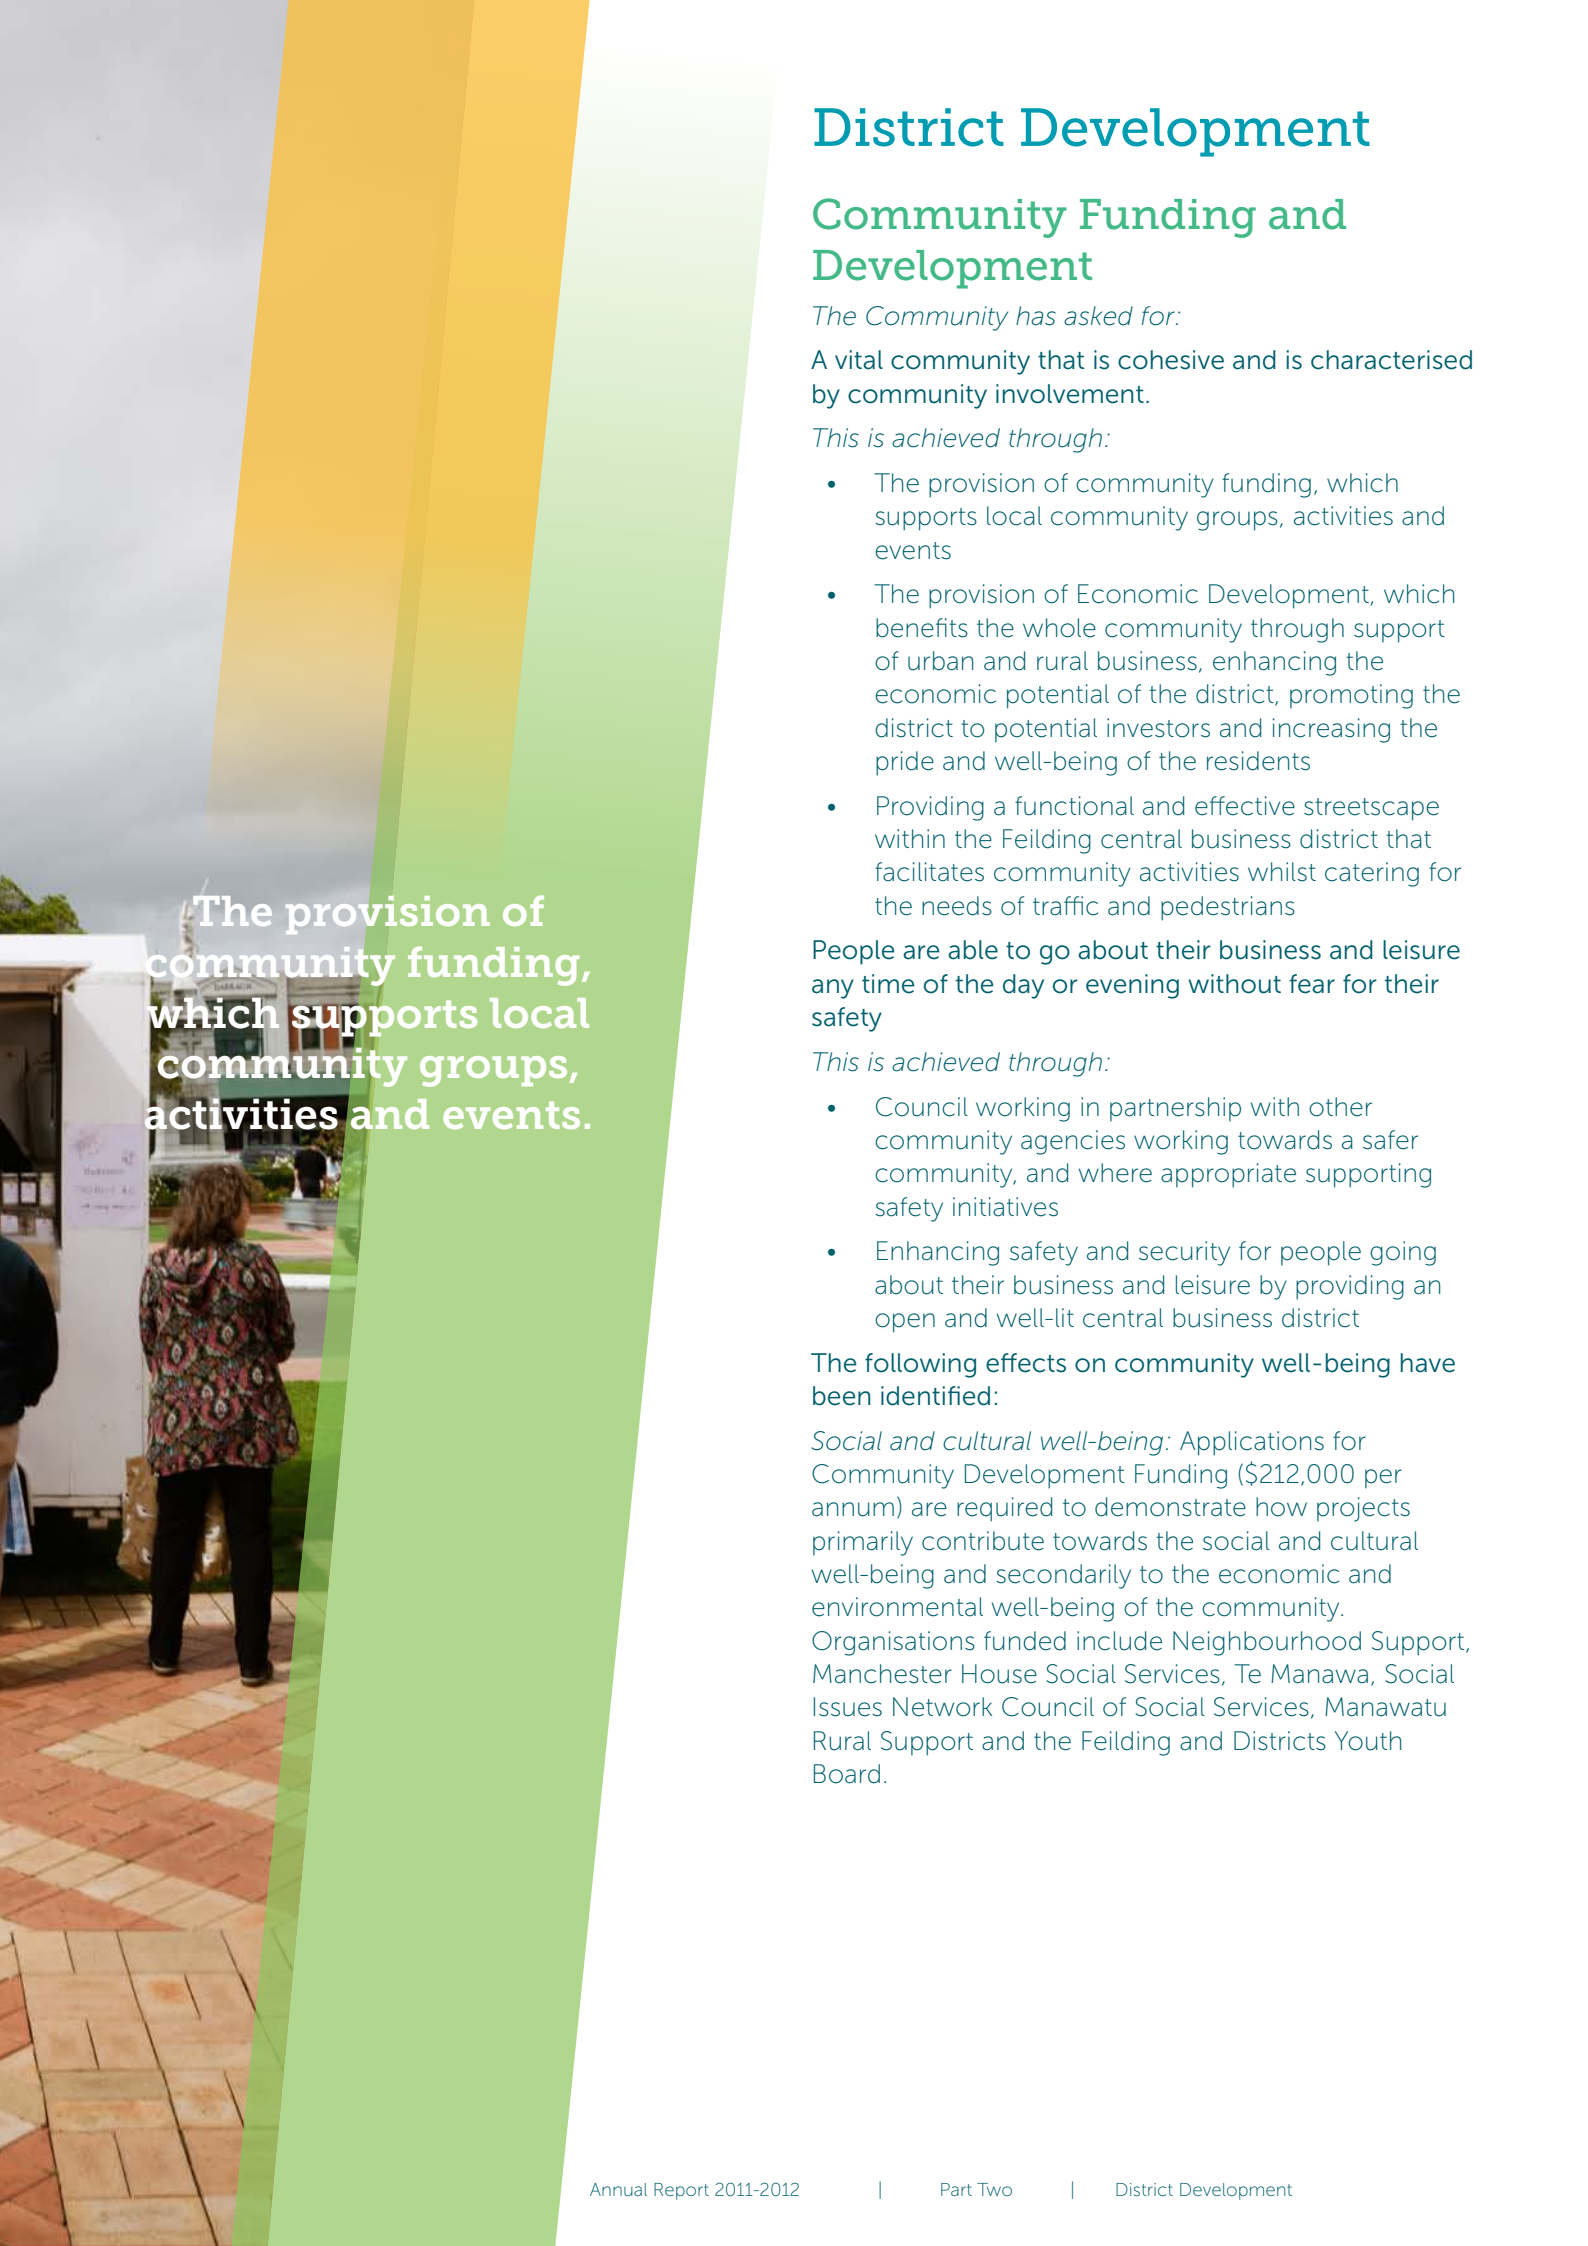 District Development
Community Funding and
Development
The Community has asked for:
A vital community that is cohesive and is characterised
by community involvement.
This is achieved through:
• The provision of community funding, which
supports local community groups, activities and
events
• The provision of Economic Development, which
benefits the whole community through support
of urban and rural business, enhancing the
economic potential of the district, promoting the
district to potential investors and increasing the
pride and well-being of the residents
• Providing a functional and effective streetscape
within the Feilding central business district that
facilitates community activities whilst catering for
the needs of traffic and pedestrians
People are able to go about their business and leisure
any time of the day or evening without fear for their
safety
This is achieved through:
• Council working in partnership with other
community agencies working towards a safer
community, and where appropriate supporting
safety initiatives
• Enhancing safety and security for people going
about their business and leisure by providing an
open and well-lit central business district
The following effects on community well-being have
been identified:
Social and cultural well-being: Applications for
Community Development Funding ($212,000 per
annum) are required to demonstrate how projects
primarily contribute towards the social and cultural
well-being and secondarily to the economic and
environmental well-being of the community.
Organisations funded include Neighbourhood Support,
Manchester House Social Services, Te Manawa, Social
Issues Network Council of Social Services, Manawatu
Rural Support and the Feilding and Districts Youth
Board.
The provision of
community funding,
which supports local
community groups,
activities and events.
Annual Report 2011-2012 | Part Two | District Development